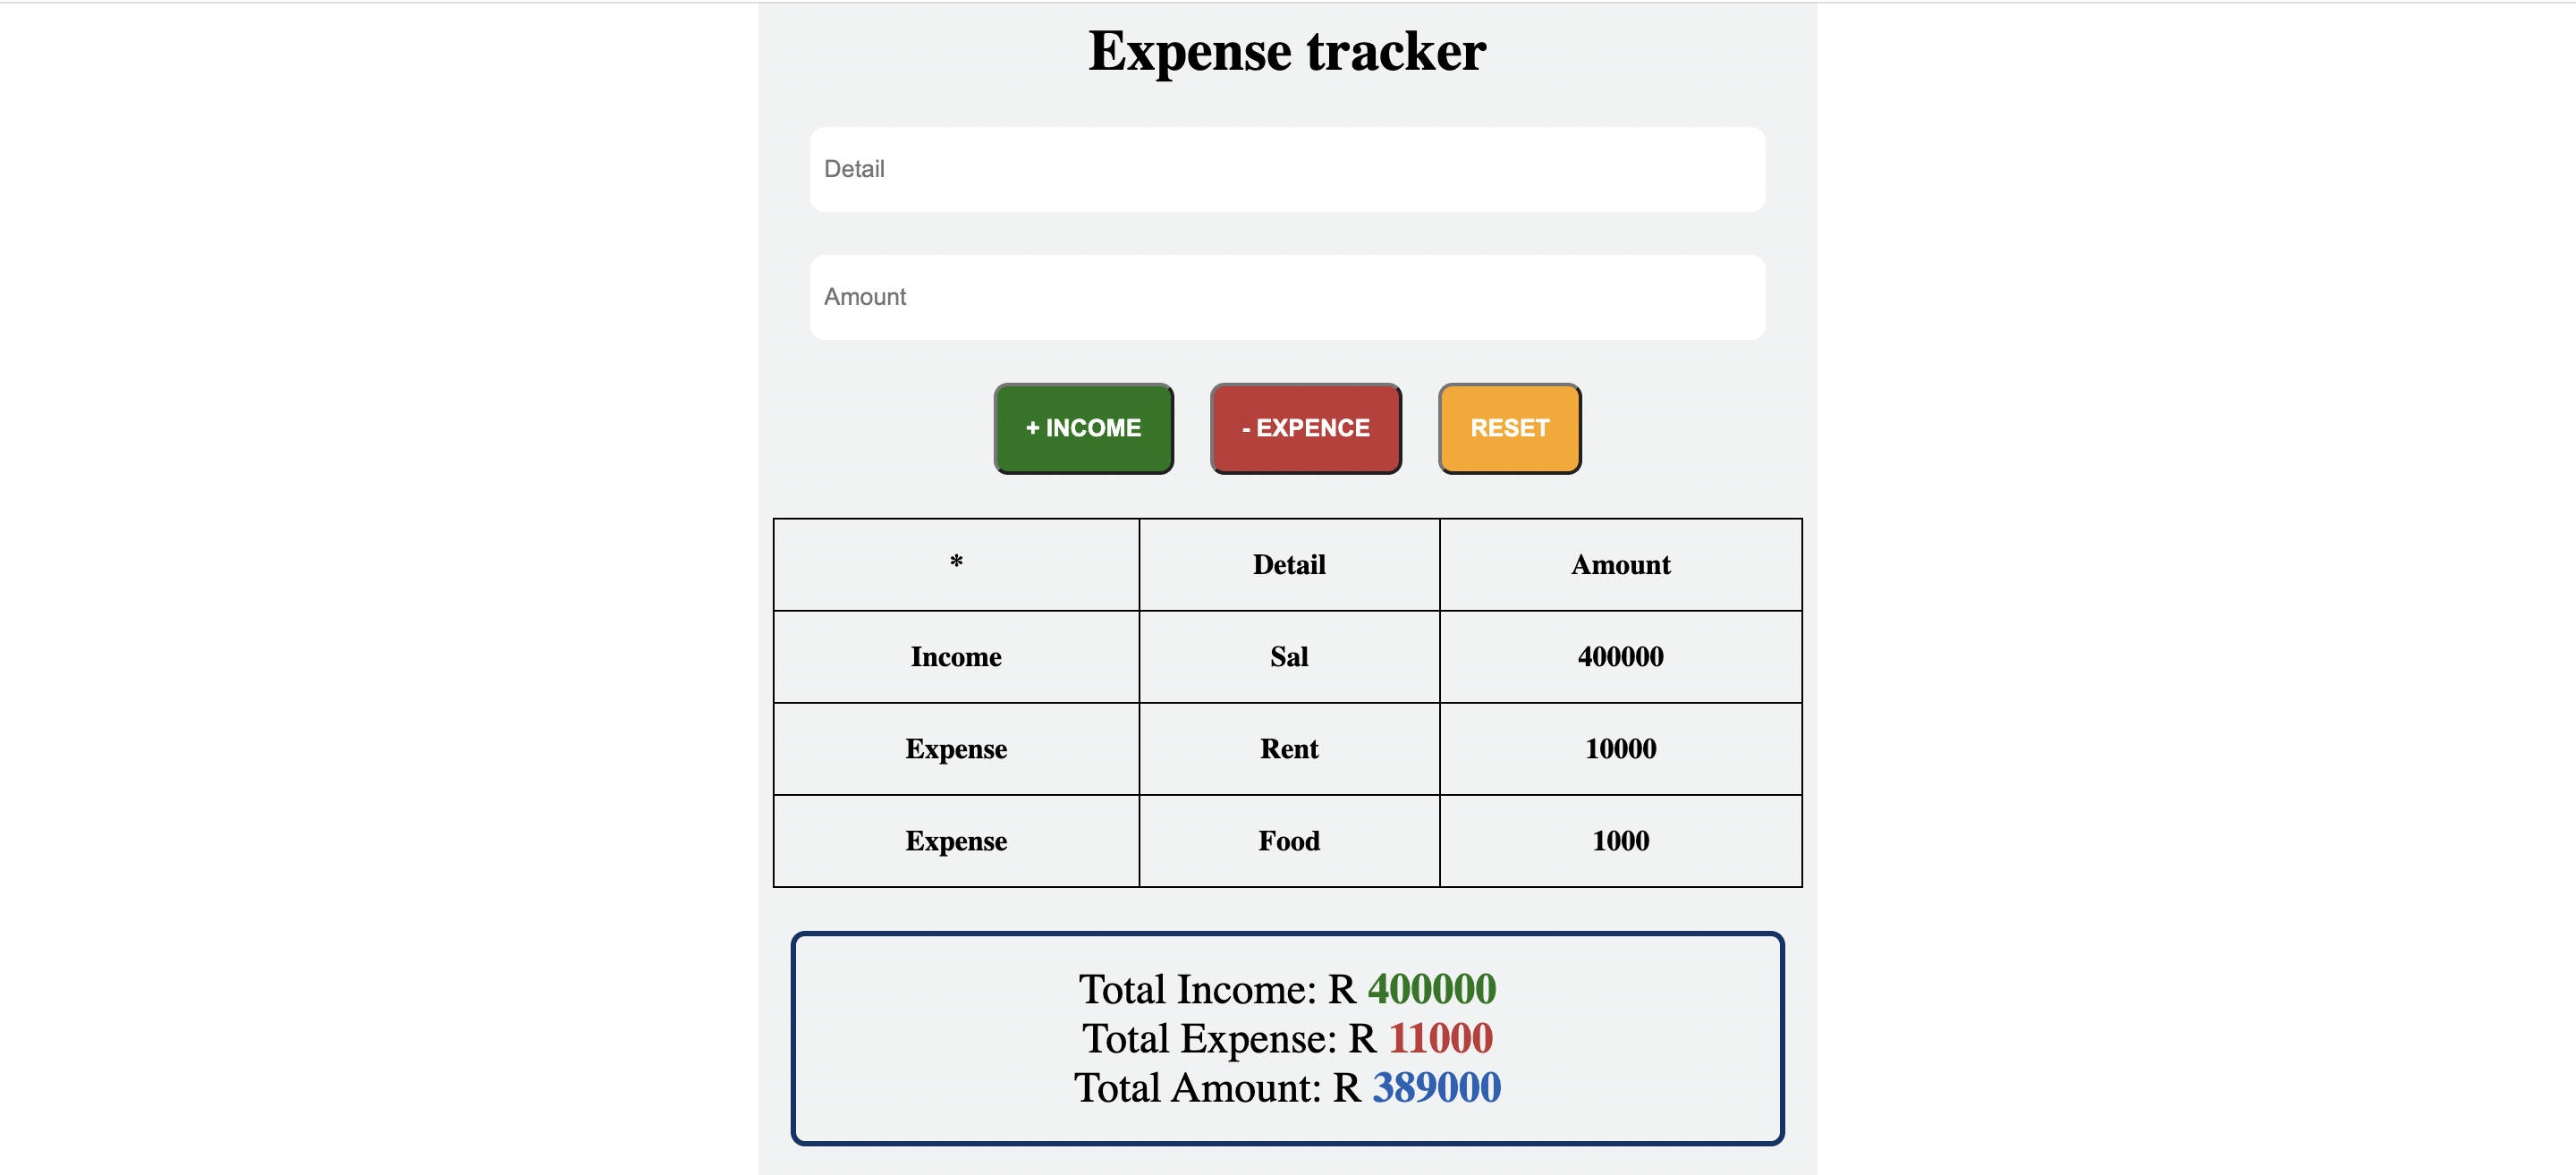 Expense tracker
Detail
Amount
+ INCOME - EXPENCE RESET
* Detail Amount
Income Sal 400000
Expense Rent 10000
Expense Food 1000
Total Income: R 400000
Total Expense: R 11000
Total Amount: R 389000